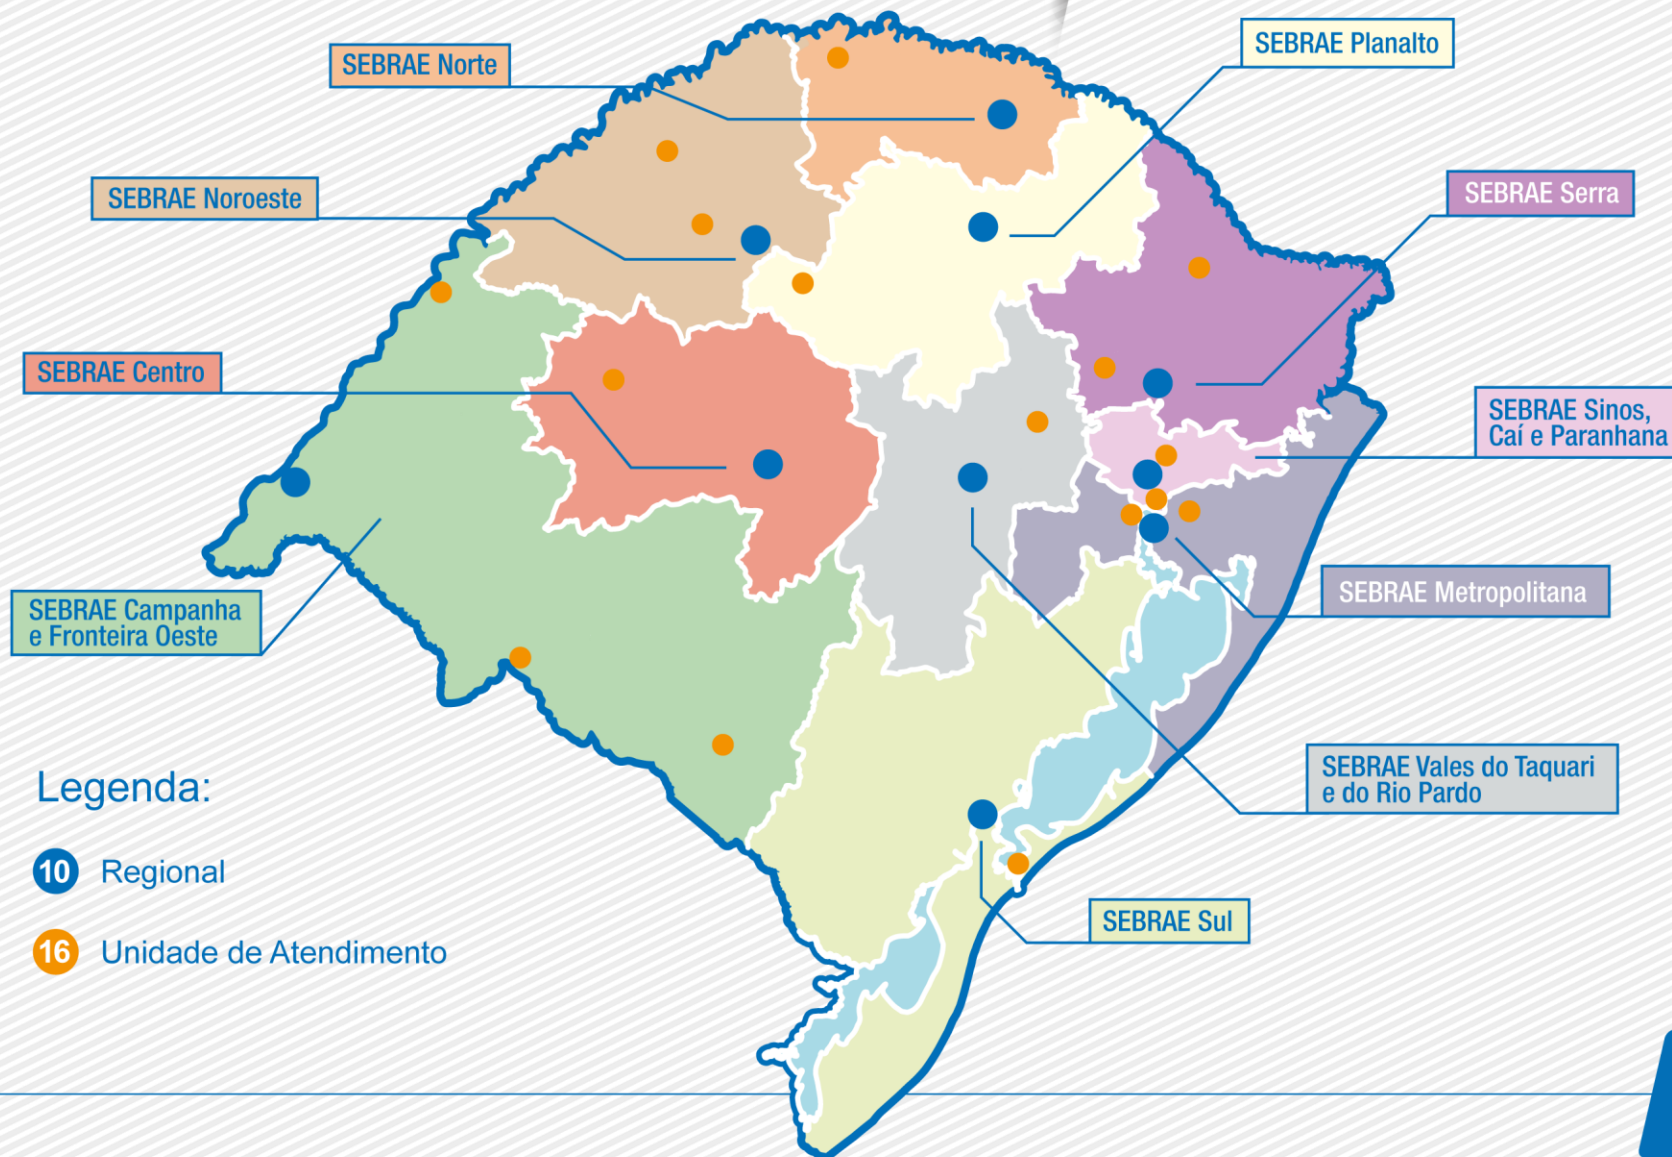 SEBRAE Norte
SEBRAE Planalto
SEBRAE Noroeste
SEBRAE Serra
SEBRAE Centro
SEBRAE Sinos,
Caí e Paranhana
SEBRAE Campanha
e Fronteira Oeste
SEBRAE Metropolitana
SEBRAE Vales do Taquari
e do Rio Pardo
SEBRAE Sul
Legenda:
10 Regional
16 Unidade de Atendimento